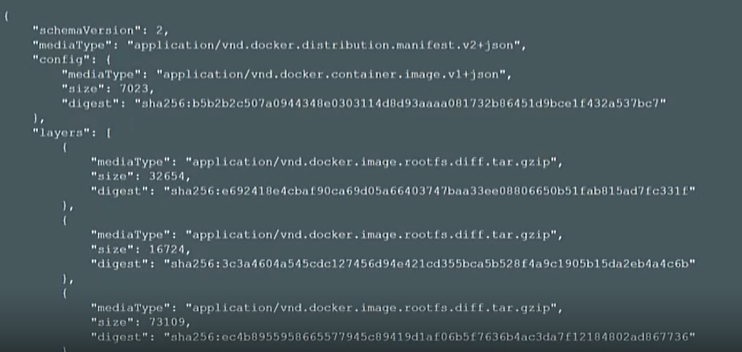 {
"schemaVersion": 2,
"mediaType": "application/vnd.docker.distribution.manifest.v2+json",
"config": {
"mediaType": "application/vnd.docker.container.image.v1+json",
"size": 7023,
"digest": "sha256:b5b2b2c507a0944348e0303114d8d93aaaa081732b86451d9bce1f432a537bc7"
},
"layers": [
{
"mediaType": "application/vnd.docker.image.rootfs.diff.tar.gzip",
"size": 32654,
"digest": "sha256:e692418e4cbaf90ca69d05a66403747baa33ee08806650b51fab815ad7fc331f"
},
{
"mediaType": "application/vnd.docker.image.rootfs.diff.tar.gzip",
"size": 16724,
"digest": "sha256:3c3a4604a545cdc127456d94e421cd355bca5b528f4a9c1905b15da2eb4a4c6b"
},
{
"mediaType": "application/vnd.docker.image.rootfs.diff.tar.gzip",
"size": 73109,
"digest": "sha256:ec4b8955958665577945c89419d1af06b5f7636b4ac3da7f12184802ad867736"